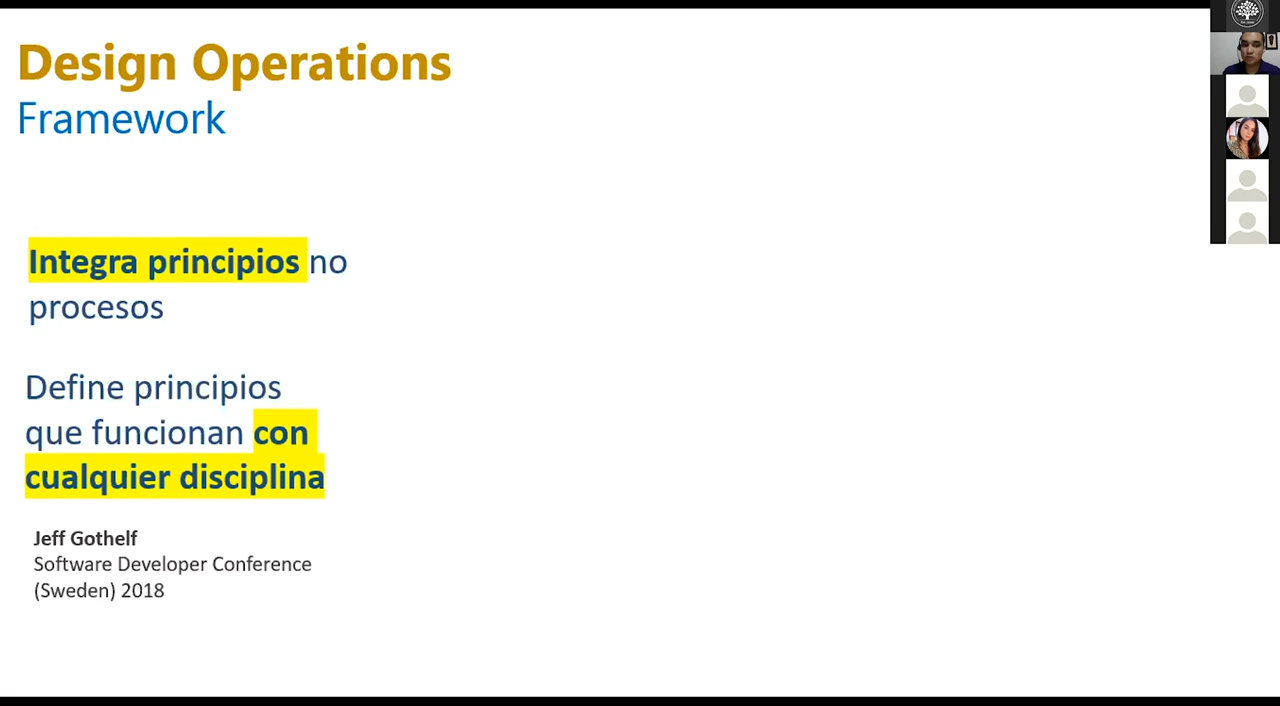 Design Operations
Framework
Integra principios no
procesos
Define principios
que funcionan con
cualquier disciplina
Jeff Gothelf
Software Developer Conference
(Sweden) 2018